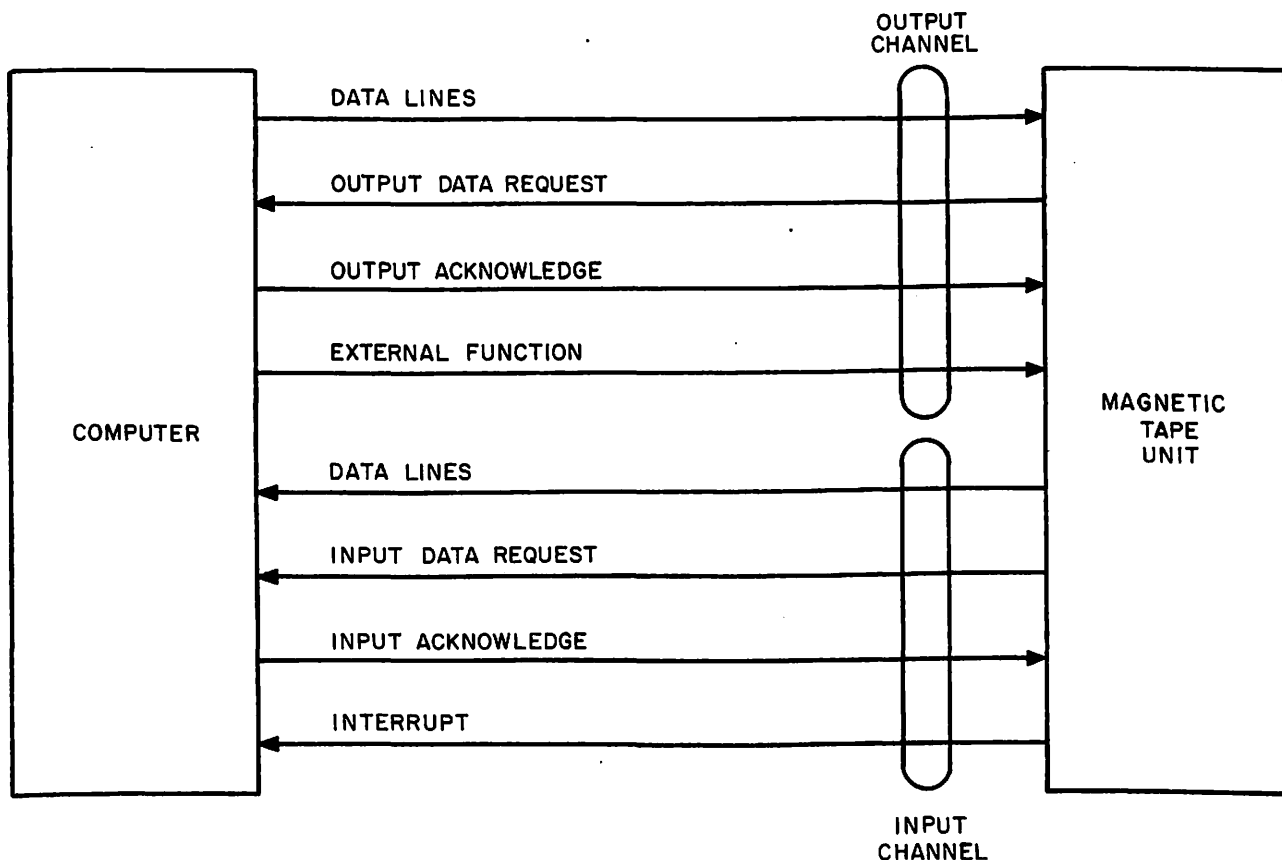 OUTPUT
CHANNEL
DATA LINES
OUTPUT DATA REQUEST
OUTPUT ACKNOWLEDGE
EXTERNAL FUNCTION
COMPUTER
MAGNETIC
TAPE
UNIT
DATA LINES
INPUT DATA REQUEST
INPUT ACKNOWLEDGE
INTERRUPT
INPUT
CHANNEL